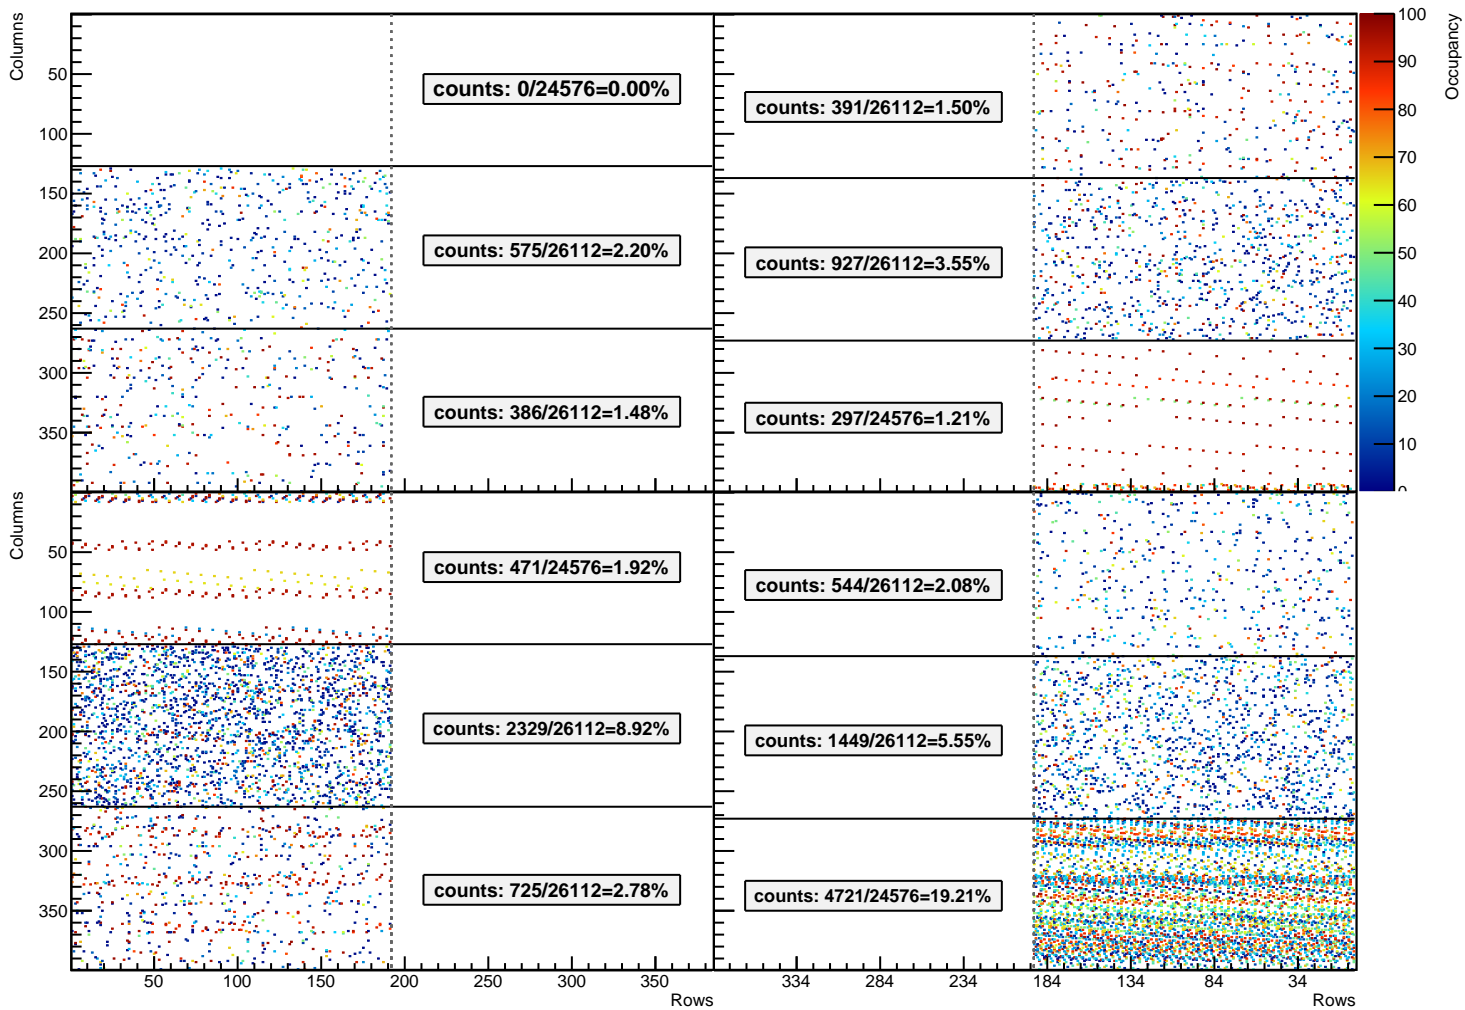 Columns
50
100
150
200
250
300
350
counts: 0/24576=0.00%
counts: 575/26112=2.20%
counts: 386/26112=1.48%
counts: 391/26112=1.50%
counts: 927/26112=3.55%
counts: 297/24576=1.21%
100
90
80
70
60
50
40
30
20
10
0
Occupancy
Columns
50
100
150
200
250
300
350
counts: 471/24576=1.92%
counts: 2329/26112=8.92%
counts: 725/26112=2.78%
counts: 544/26112=2.08%
counts: 1449/26112=5.55%
counts: 4721/24576=19.21%
50 100 150 200 250 300 350
Rows
334 284 234 184 134 84 34
Rows